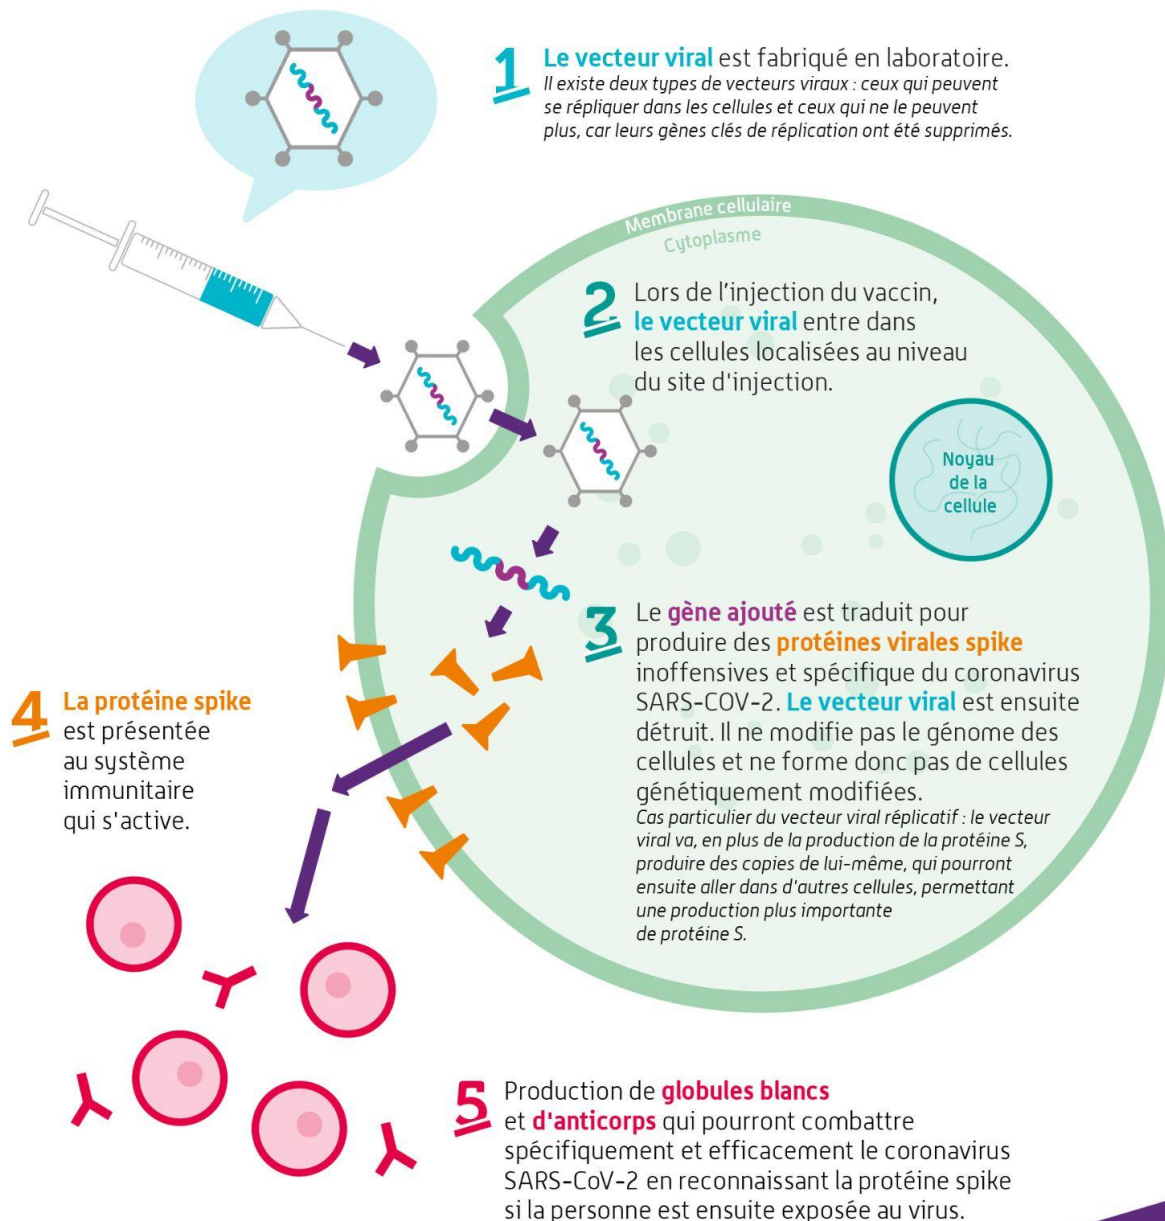 1 Le vecteur viral est fabriqué en laboratoire.
Il existe deux types de vecteurs viraux : ceux qui peuvent
se répliquer dans les cellules et ceux qui ne le peuvent
plus, car leurs gènes clés de réplication ont été supprimés.
Membrane cellulaire
Cytoplasme
2 Lors de l'injection du vaccin,
le vecteur viral entre dans
les cellules localisées au niveau
du site d'injection.
Noyau
de la
cellule
3 Le gène ajouté est traduit pour
produire des protéines virales spike
inoffensives et spécifique du coronavirus
SARS-COV-2. Le vecteur viral est ensuite
détruit. Il ne modifie pas le génome des
cellules et ne forme donc pas de cellules
génétiquement modifiées.
Cas particulier du vecteur viral réplicatif : le vecteur
viral va, en plus de la production de la protéine S,
produire des copies de lui-même, qui pourront
ensuite aller dans d'autres cellules, permettant
une production plus importante
de protéine S.
4 La protéine spike
est présentée
au système
immunitaire
qui s'active.
5 Production de globules blancs
et d'anticorps qui pourront combattre
spécifiquement et efficacement le coronavirus
SARS-CoV-2 en reconnaissant la protéine spike
si la personne est ensuite exposée au virus.